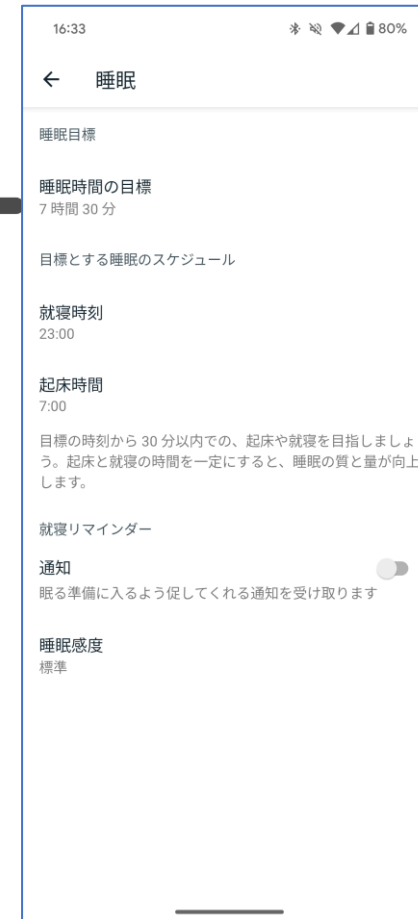 16:33 80%
睡眠
睡眠目標
睡眠時間の目標
7 時間 30 分
目標とする睡眠のスケジュール
就寝時刻
23:00
起床時間
7:00
目標の時刻から 30 分以内での、起床や就寝を目指しましょ
う。起床と就寝の時間を一定にすると、睡眠の質と量が向上
します。
就寝リマインダー
通知
眠る準備に入るよう促してくれる通知を受け取ります
睡眠感度
標準